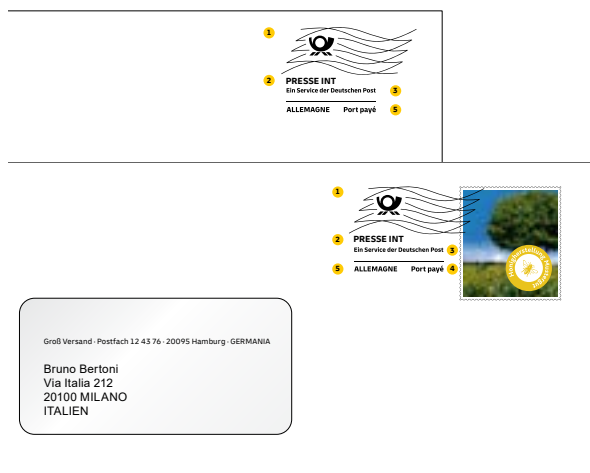 1
2 PRESSE INT
Ein Service der Deutschen Post 3
ALLEMAGNE Port payé 5
1
2 PRESSE INT
Ein Service der Deutschen Post 3
5 ALLEMAGNE Port payé 4
Groß Versand · Postfach 12 43 76 · 20095 Hamburg · GERMANIA
Bruno Bertoni
Via Italia 212
20100 MILANO
ITALIEN